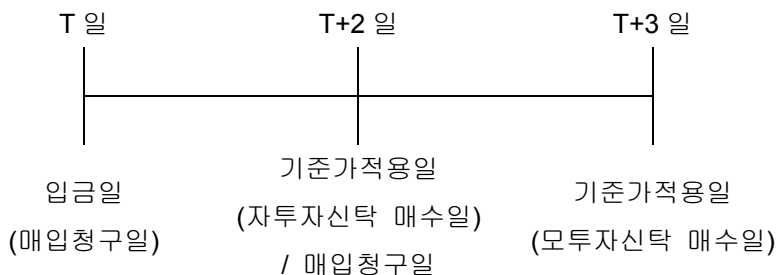 T 일
T+2 일
T+3 일
입금일
(매입청구일)
기준가적용일
(자투자신탁 매수일)
/ 매입청구일
기준가적용일
(모투자신탁 매수일)